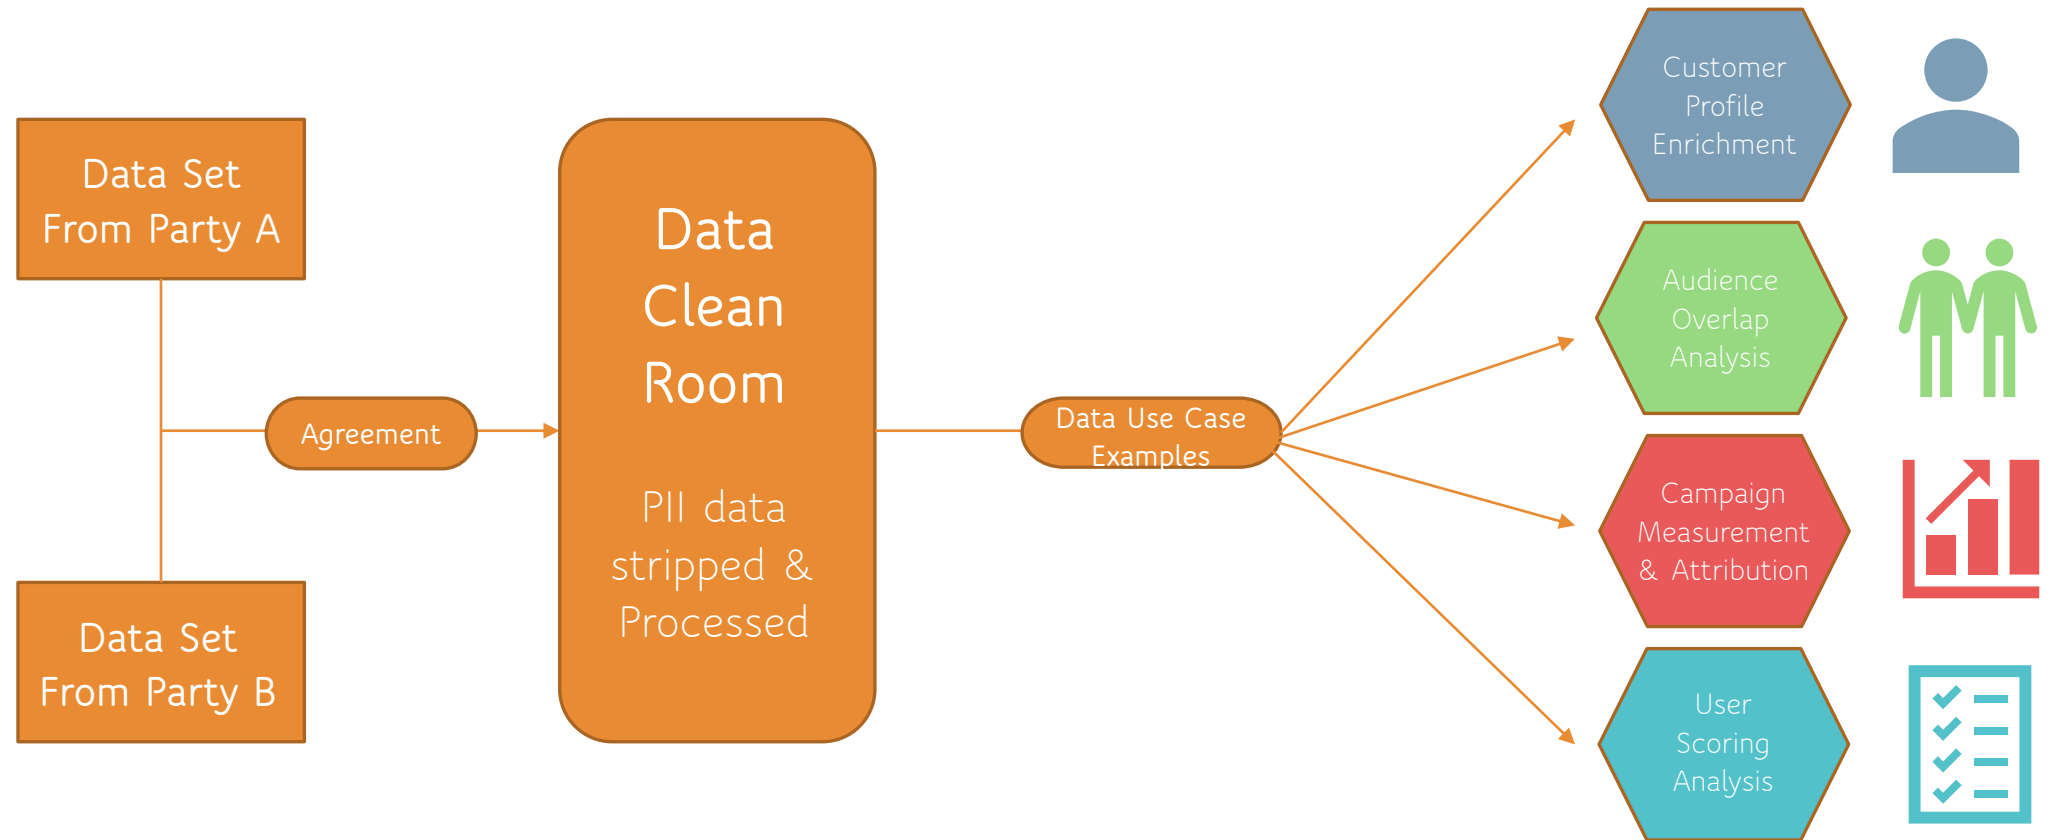 Data Set
From Party A
Data Set
From Party B
Agreement
Data
Clean
Room
PII data
stripped &
Processed
Data Use Case
Examples
Customer
Profile
Enrichment
Audience
Overlap
Analysis
Campaign
Measurement
& Attribution
User
Scoring
Analysis